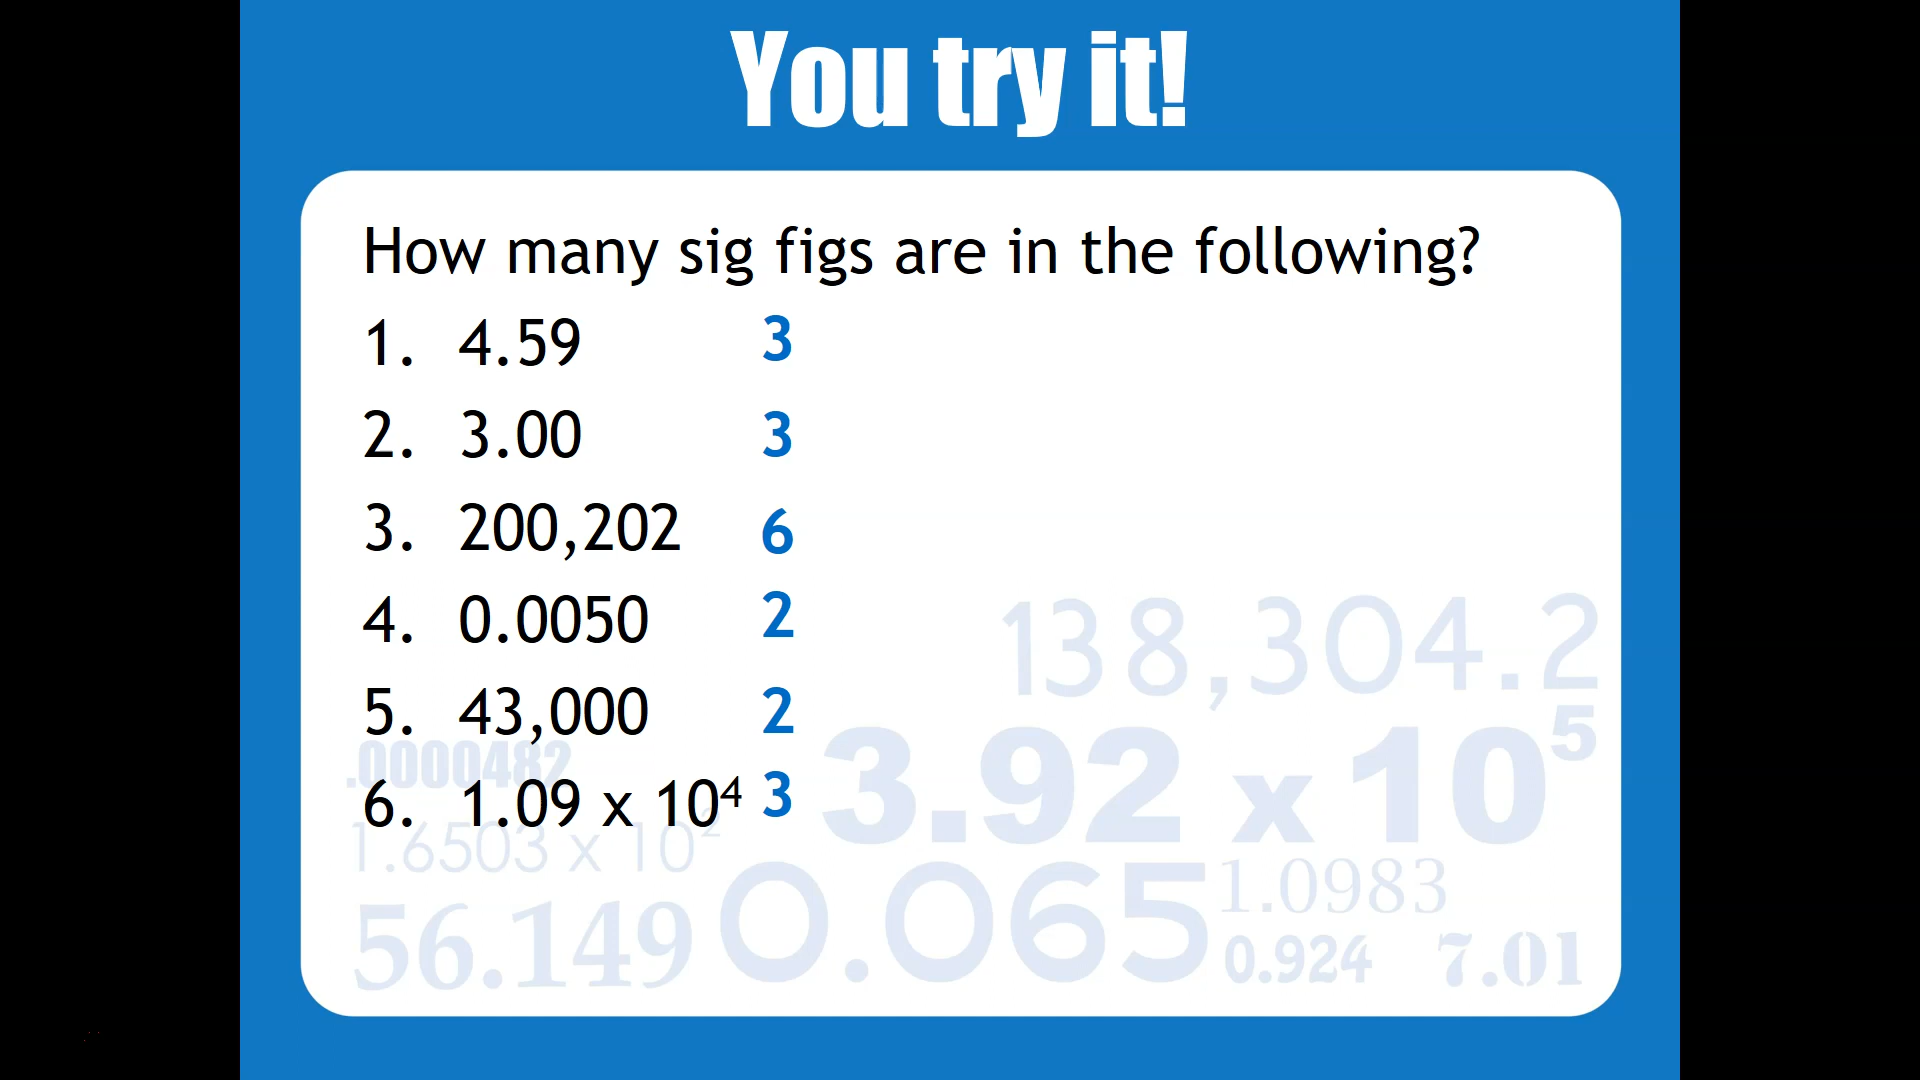 You try it!
How many sig figs are in the following?
1. 4.59 3
2. 3.00 3
3. 200,202 6
4. 0.0050 2
5. 43,000 2
6. 1.09 x 10⁴ 3
138,304.2
.0000482
3.92 x 10⁵
1.6503 x 10²
56.149
0.065
1.0983
0.924
7.01